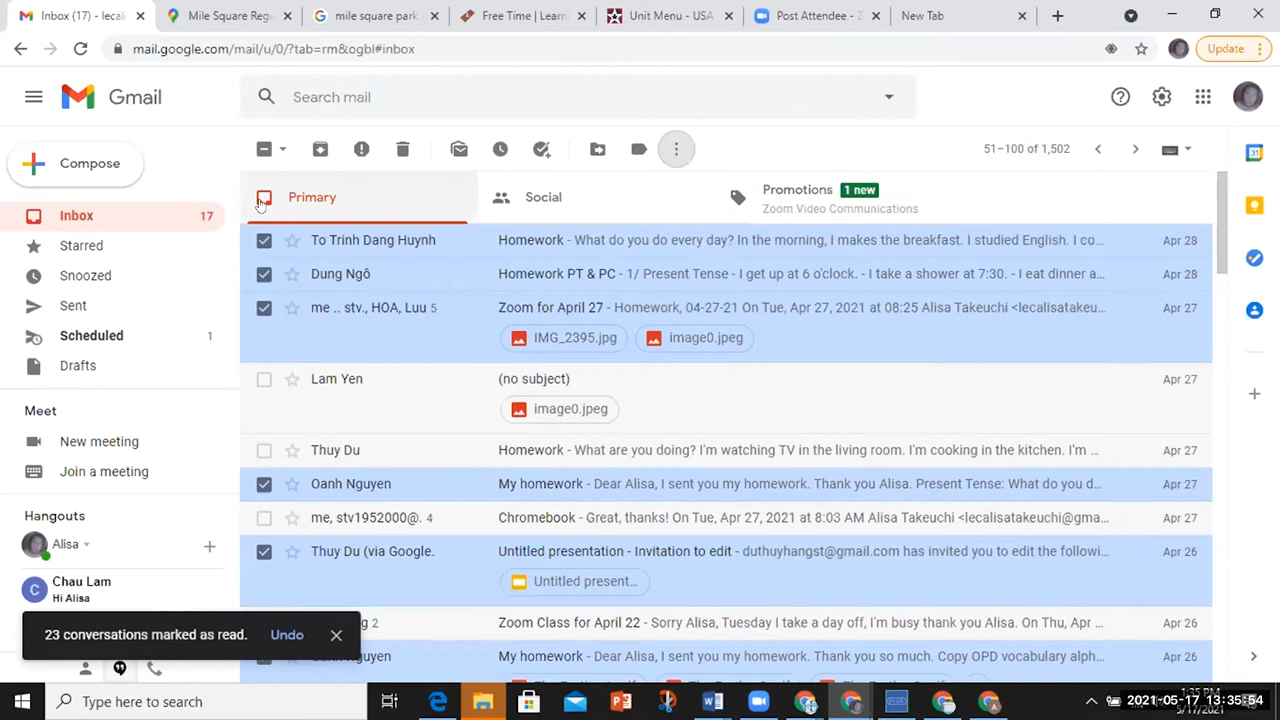 Inbox (17) - lecali
Mile Square Reg
mile square park
Free Time | Learn
Unit Menu - USA
Post Attendee - Z
New Tab
mail.google.com/mail/u/0/?tab=rm&ogbl#inbox
Update
Gmail
Search mail
Compose
51–100 of 1,502
Primary
Social
Promotions 1 new
Zoom Video Communications
Inbox 17
Starred
Snoozed
Sent
Scheduled 1
Drafts
Meet
New meeting
Join a meeting
Hangouts
Alisa
Chau Lam
Hi Alisa
To Trinh Dang Huynh Homework - What do you do every day? In the morning, I makes the breakfast. I studied English. I co… Apr 28
Dung Ngô Homework PT & PC - 1/ Present Tense - I get up at 6 o'clock. - I take a shower at 7:30. - I eat dinner a… Apr 28
me .. stv., HOA, Luu 5 Zoom for April 27 - Homework, 04-27-21 On Tue, Apr 27, 2021 at 08:25 Alisa Takeuchi <lecalisatakeu… Apr 27
IMG_2395.jpg image0.jpeg
Lam Yen (no subject) Apr 27
image0.jpeg
Thuy Du Homework - What are you doing? I'm watching TV in the living room. I'm cooking in the kitchen. I'm … Apr 27
Oanh Nguyen My homework - Dear Alisa, I sent you my homework. Thank you Alisa. Present Tense: What do you d… Apr 27
me, stv1952000@. 4 Chromebook - Great, thanks! On Tue, Apr 27, 2021 at 8:03 AM Alisa Takeuchi <lecalisatakeuchi@gma… Apr 27
Thuy Du (via Google. Untitled presentation - Invitation to edit - duthuyhangst@gmail.com has invited you to edit the followi… Apr 26
Untitled present…
2 Zoom Class for April 22 - Sorry Alisa, Tuesday I take a day off, I'm busy thank you Alisa. On Thu, Apr … Apr 26
Nguyen My homework - Dear Alisa, I sent you my homework. Thank you so much. Copy OPD vocabulary alph… Apr 26
23 conversations marked as read. Undo
Type here to search
2021-05-17 13:35:54
5/17/2021